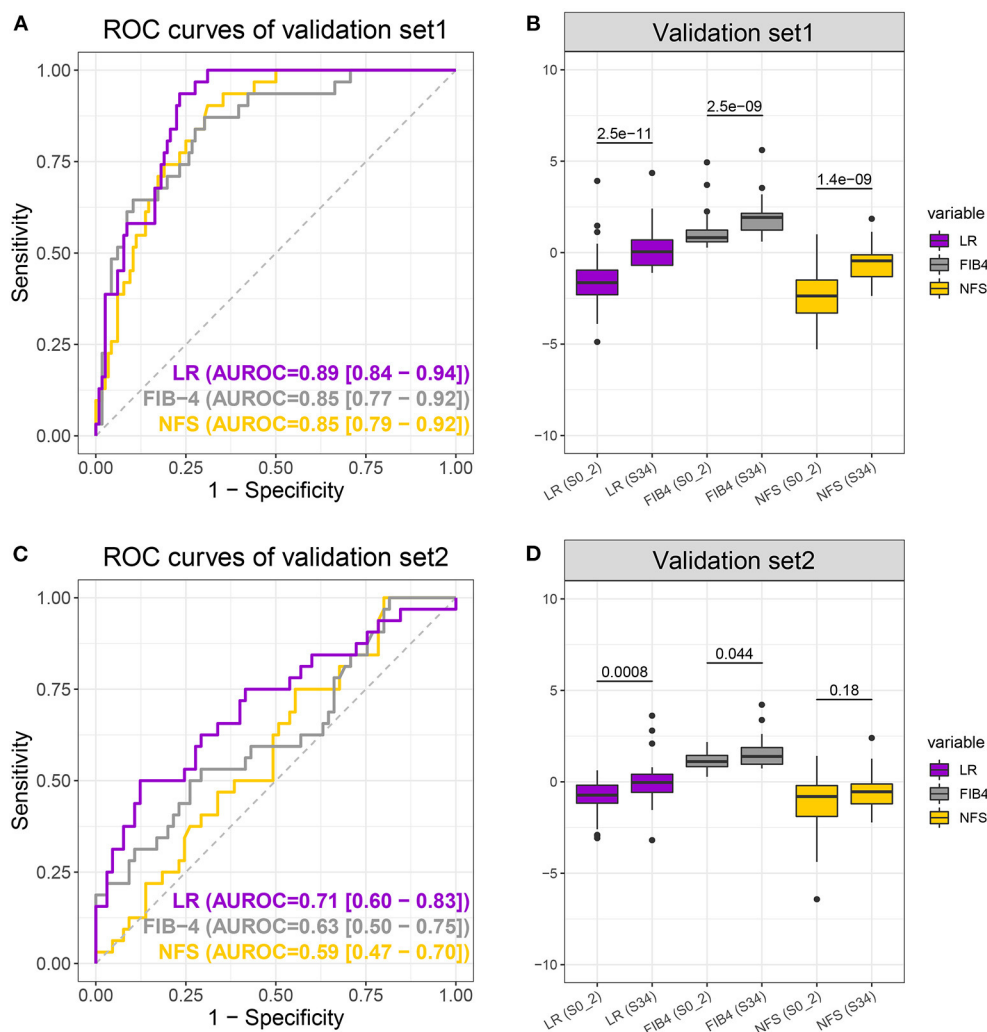 A
ROC curves of validation set1
1.00
0.75
0.50
0.25
0.00
Sensitivity
LR (AUROC=0.89 [0.84 − 0.94])
FIB−4 (AUROC=0.85 [0.77 − 0.92])
NFS (AUROC=0.85 [0.79 − 0.92])
0.00 0.25 0.50 0.75 1.00
1 − Specificity
B
Validation set1
10
5
0
−5
−10
2.5e−11
2.5e−09
1.4e−09
LR (S0_2) LR (S34) FIB4 (S0_2) FIB4 (S34) NFS (S0_2) NFS (S34)
variable
LR
FIB4
NFS
C
ROC curves of validation set2
1.00
0.75
0.50
0.25
0.00
Sensitivity
LR (AUROC=0.71 [0.60 − 0.83])
FIB−4 (AUROC=0.63 [0.50 − 0.75])
NFS (AUROC=0.59 [0.47 − 0.70])
0.00 0.25 0.50 0.75 1.00
1 − Specificity
D
Validation set2
10
5
0
−5
−10
0.0008
0.044
0.18
LR (S0_2) LR (S34) FIB4 (S0_2) FIB4 (S34) NFS (S0_2) NFS (S34)
variable
LR
FIB4
NFS